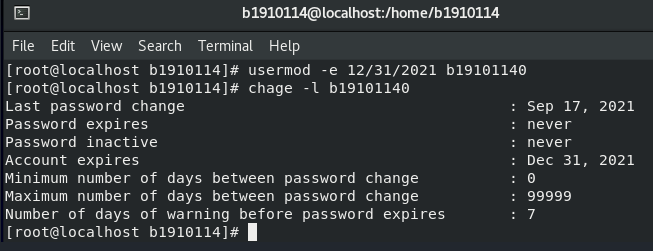 b1910114@localhost:/home/b1910114
File Edit View Search Terminal Help
[root@localhost b1910114]# usermod -e 12/31/2021 b19101140
[root@localhost b1910114]# chage -l b19101140
Last password change : Sep 17, 2021
Password expires : never
Password inactive : never
Account expires : Dec 31, 2021
Minimum number of days between password change : 0
Maximum number of days between password change : 99999
Number of days of warning before password expires : 7
[root@localhost b1910114]#